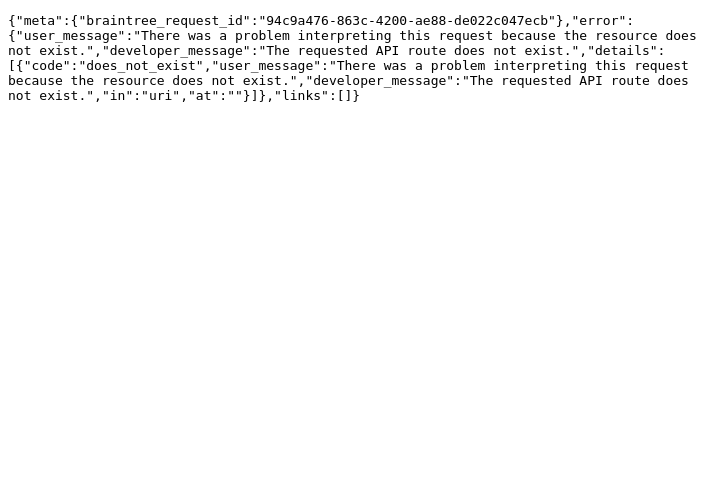 {"meta":{"braintree_request_id":"94c9a476-863c-4200-ae88-de022c047ecb"},"error":
{"user_message":"There was a problem interpreting this request because the resource does
not exist.","developer_message":"The requested API route does not exist.","details":
[{"code":"does_not_exist","user_message":"There was a problem interpreting this request
because the resource does not exist.","developer_message":"The requested API route does
not exist.","in":"uri","at":""}]},"links":[]}